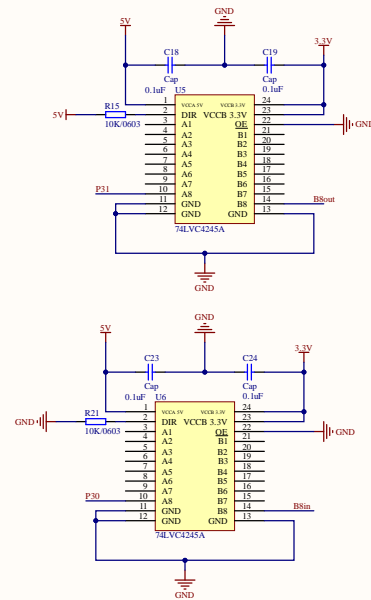 GND
5V
3.3V
C18
C19
Cap
Cap
0.1uF
U5
0.1uF
5V
R15
10K/0603
1 VCCA 5V VCCB 3.3V 24
2 DIR VCCB 3.3V 23
3 A1 OE 22
4 A2 B1 21
5 A3 B2 20
6 A4 B3 19
7 A5 B4 18
8 A6 B5 17
9 A7 B6 16
P31 10 A8 B7 15
11 GND B8 14 B8out
12 GND GND 13
GND
74LVC4245A
GND
GND
5V
3.3V
C23
C24
Cap
Cap
0.1uF
U6
0.1uF
GND
R21
10K/0603
1 VCCA 5V VCCB 3.3V 24
2 DIR VCCB 3.3V 23
3 A1 OE 22
4 A2 B1 21
5 A3 B2 20
6 A4 B3 19
7 A5 B4 18
8 A6 B5 17
9 A7 B6 16
P30 10 A8 B7 15
11 GND B8 14 B8in
12 GND GND 13
GND
74LVC4245A
GND